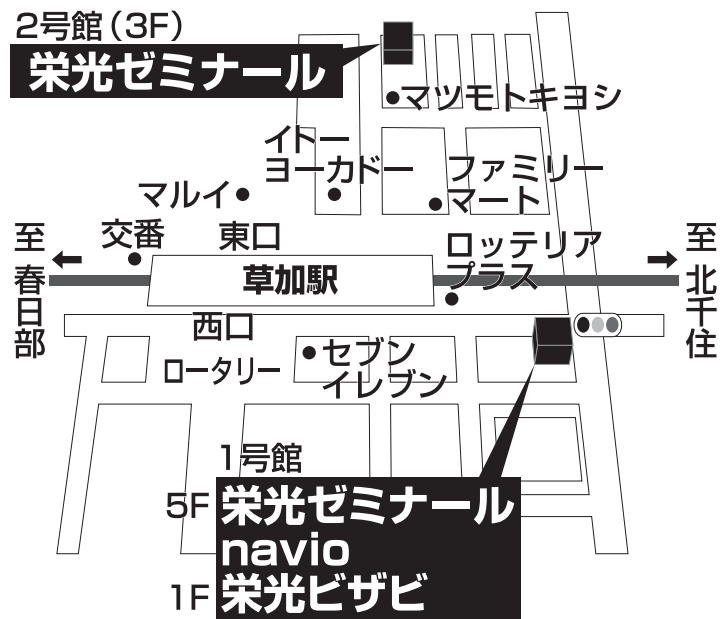 2号館(3F)
栄光ゼミナール
マツモトキヨシ
イトー
ヨーカドー
ファミリー
マート
マルイ
交番
東口
ロッテリア
プラス
至
春日部
草加駅
至
北千住
西口
ロータリー
セブン
イレブン
1号館
5F 栄光ゼミナール
navio
1F 栄光ビザビ